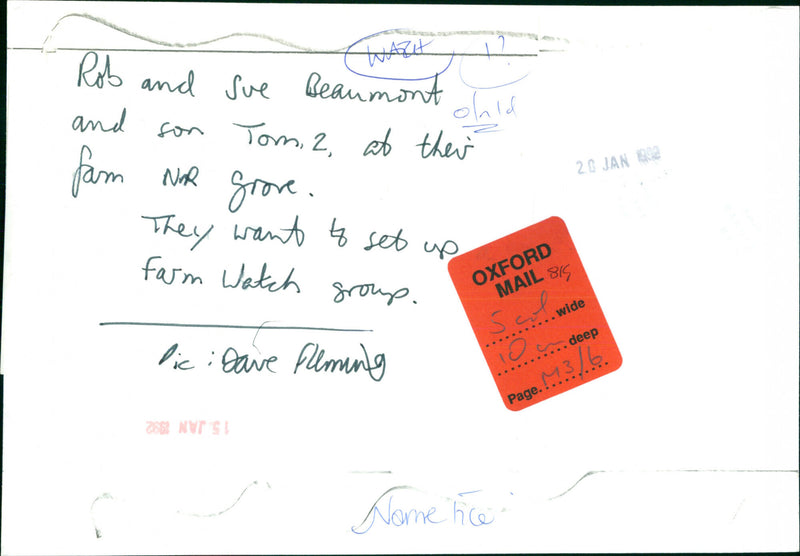 WATCH
1?
Rob and Sue Beaumont
and son Tom, 2, at their
farm NR Grove.
They want to set up
Farm Watch group.
Pic: Dave Fleming
20 JAN 1992
OXFORD
MAIL
5 col wide
10 cm deep
Page M3/6
15 JAN 1992
Name